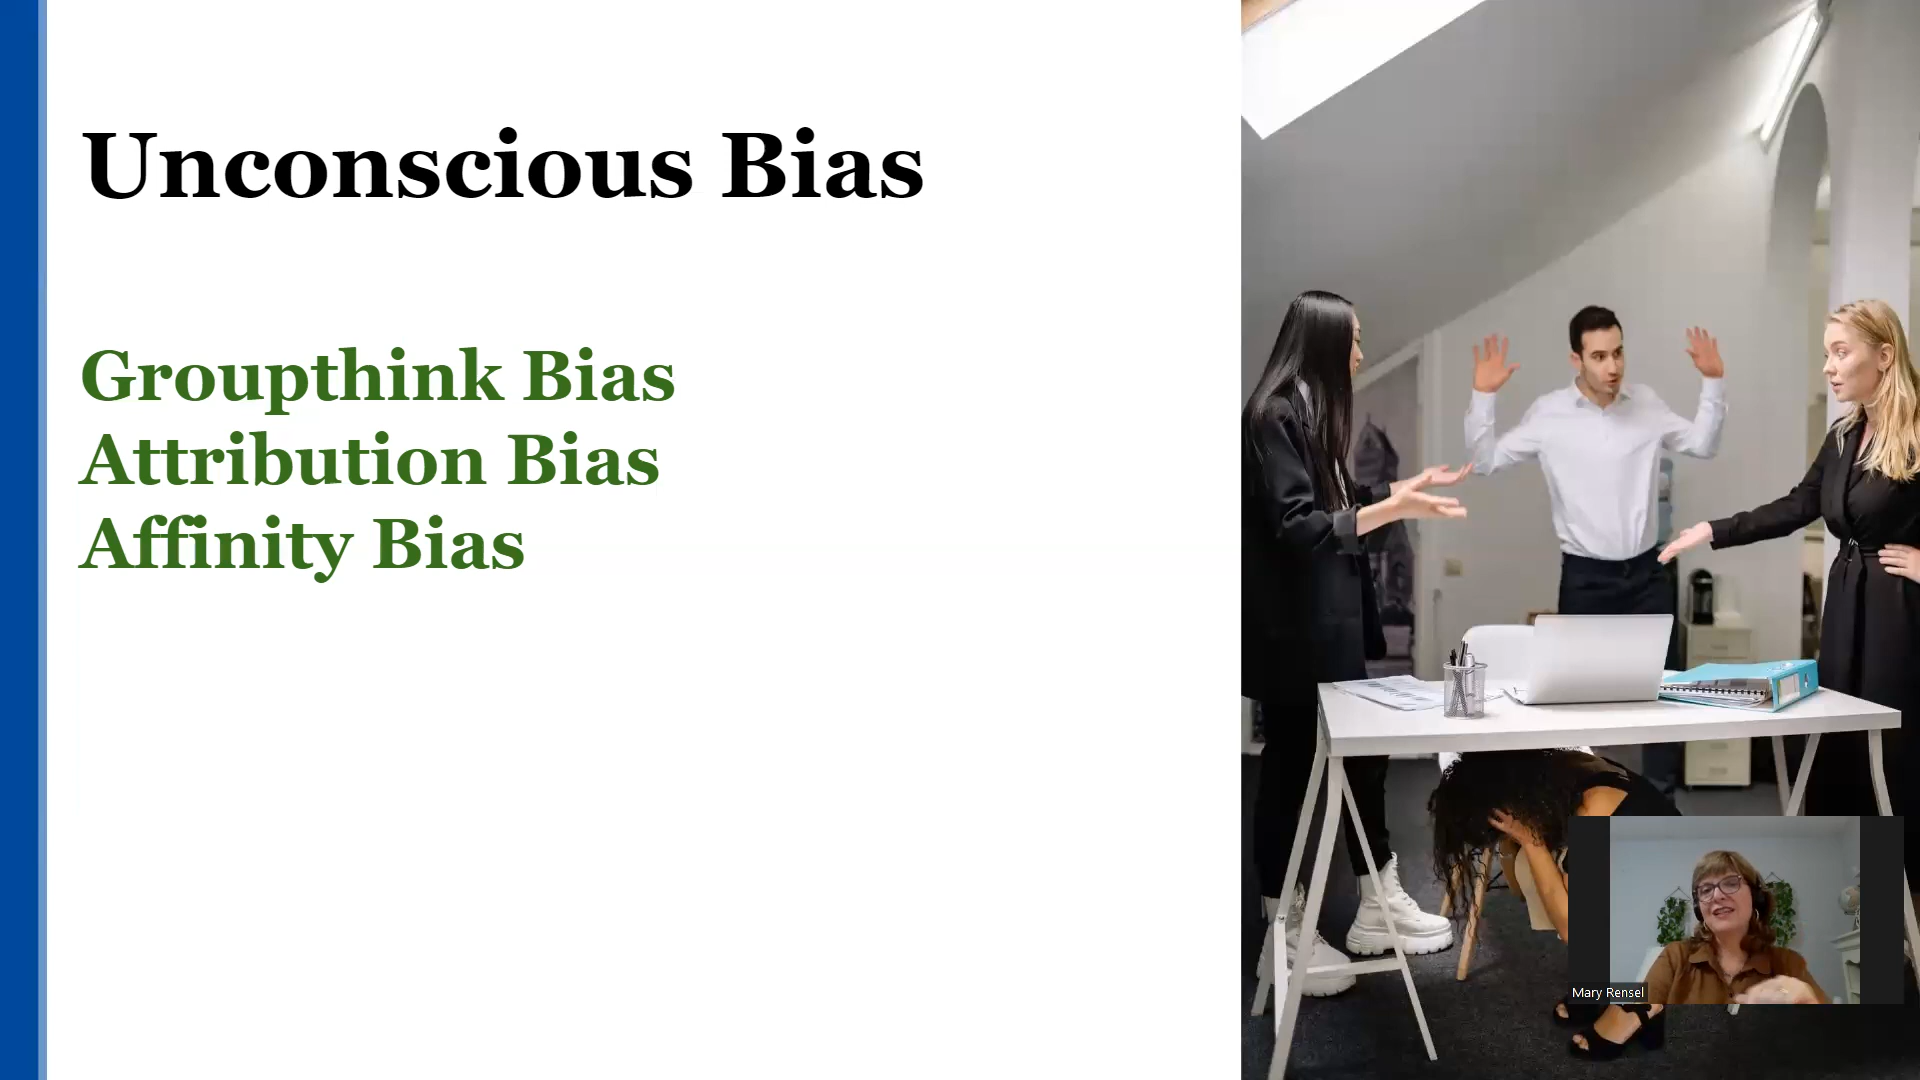 Unconscious Bias
Groupthink Bias
Attribution Bias
Affinity Bias
Mary Rensel